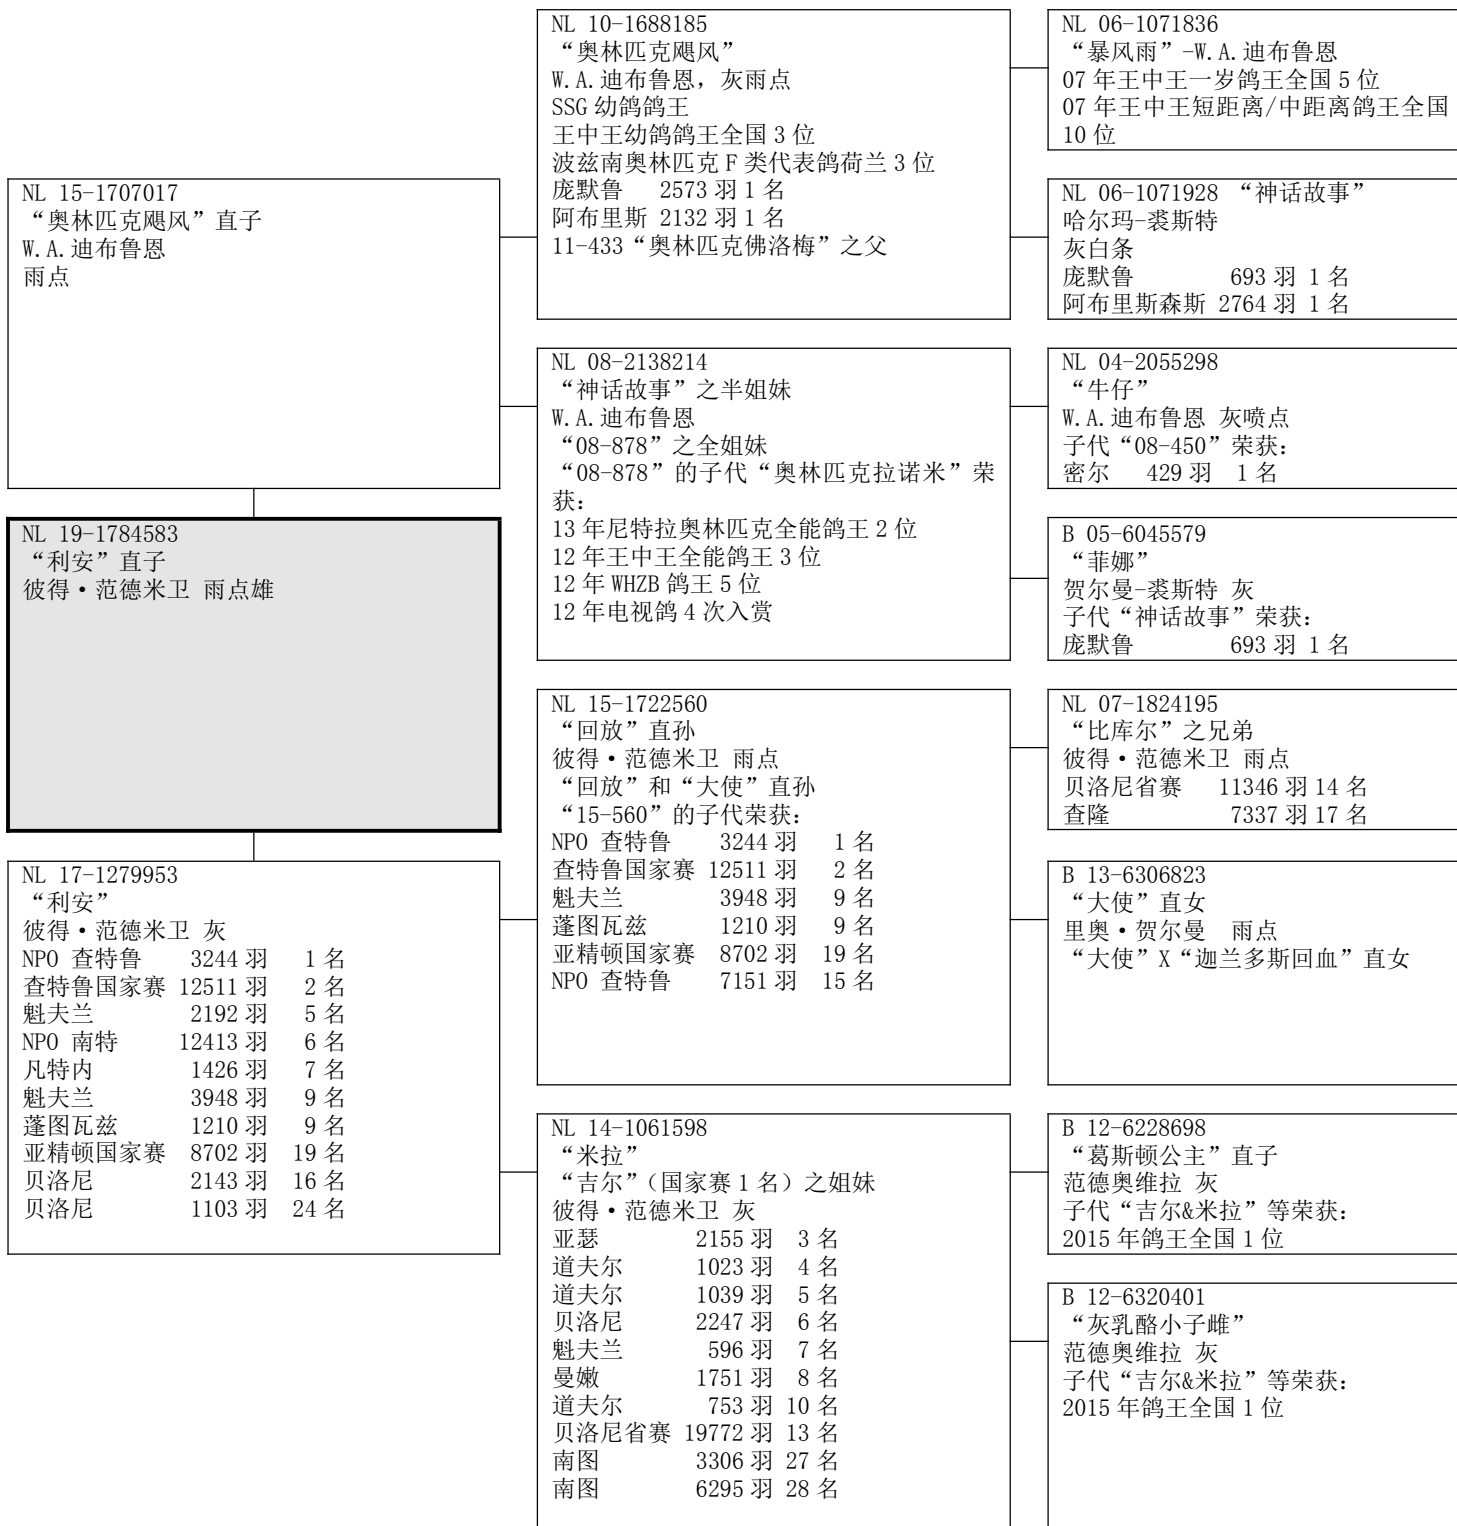 NL 15-1707017
“奥林匹克飓风”直子
W.A.迪布鲁恩
雨点
NL 19-1784583
“利安”直子
彼得·范德米卫 雨点雄
NL 17-1279953
“利安”
彼得·范德米卫 灰
NPO 查特鲁 3244 羽 1 名
查特鲁国家赛 12511 羽 2 名
魁夫兰 2192 羽 5 名
NPO 南特 12413 羽 6 名
凡特内 1426 羽 7 名
魁夫兰 3948 羽 9 名
蓬图瓦兹 1210 羽 9 名
亚精顿国家赛 8702 羽 19 名
贝洛尼 2143 羽 16 名
贝洛尼 1103 羽 24 名
NL 10-1688185
“奥林匹克飓风”
W.A.迪布鲁恩，灰雨点
SSG 幼鸽鸽王
王中王幼鸽鸽王全国 3 位
波兹南奥林匹克 F 类代表鸽荷兰 3 位
庞默鲁 2573 羽 1 名
阿布里斯 2132 羽 1 名
11-433“奥林匹克佛洛梅”之父
NL 08-2138214
“神话故事”之半姐妹
W.A.迪布鲁恩
“08-878”之全姐妹
“08-878”的子代“奥林匹克拉诺米”荣
获：
13 年尼特拉奥林匹克全能鸽王 2 位
12 年王中王全能鸽王 3 位
12 年 WHZB 鸽王 5 位
12 年电视鸽 4 次入赏
NL 15-1722560
“回放”直孙
彼得·范德米卫 雨点
“回放”和“大使”直孙
“15-560”的子代荣获：
NPO 查特鲁 3244 羽 1 名
查特鲁国家赛 12511 羽 2 名
魁夫兰 3948 羽 9 名
蓬图瓦兹 1210 羽 9 名
亚精顿国家赛 8702 羽 19 名
NPO 查特鲁 7151 羽 15 名
NL 14-1061598
“米拉”
“吉尔”（国家赛 1 名）之姐妹
彼得·范德米卫 灰
亚瑟 2155 羽 3 名
道夫尔 1023 羽 4 名
道夫尔 1039 羽 5 名
贝洛尼 2247 羽 6 名
魁夫兰 596 羽 7 名
曼嫩 1751 羽 8 名
道夫尔 753 羽 10 名
贝洛尼省赛 19772 羽 13 名
南图 3306 羽 27 名
南图 6295 羽 28 名
NL 06-1071836
“暴风雨”-W.A.迪布鲁恩
07 年王中王一岁鸽王全国 5 位
07 年王中王短距离/中距离鸽王全国
10 位
NL 06-1071928 “神话故事”
哈尔玛-裘斯特
灰白条
庞默鲁 693 羽 1 名
阿布里斯森斯 2764 羽 1 名
NL 04-2055298
“牛仔”
W.A.迪布鲁恩 灰喷点
子代“08-450”荣获：
密尔 429 羽 1 名
B 05-6045579
“菲娜”
贺尔曼-裘斯特 灰
子代“神话故事”荣获：
庞默鲁 693 羽 1 名
NL 07-1824195
“比库尔”之兄弟
彼得·范德米卫 雨点
贝洛尼省赛 11346 羽 14 名
查隆 7337 羽 17 名
B 13-6306823
“大使”直女
里奥·贺尔曼 雨点
“大使”X“迦兰多斯回血”直女
B 12-6228698
“葛斯顿公主”直子
范德奥维拉 灰
子代“吉尔&米拉”等荣获：
2015 年鸽王全国 1 位
B 12-6320401
“灰乳酪小子雌”
范德奥维拉 灰
子代“吉尔&米拉”等荣获：
2015 年鸽王全国 1 位